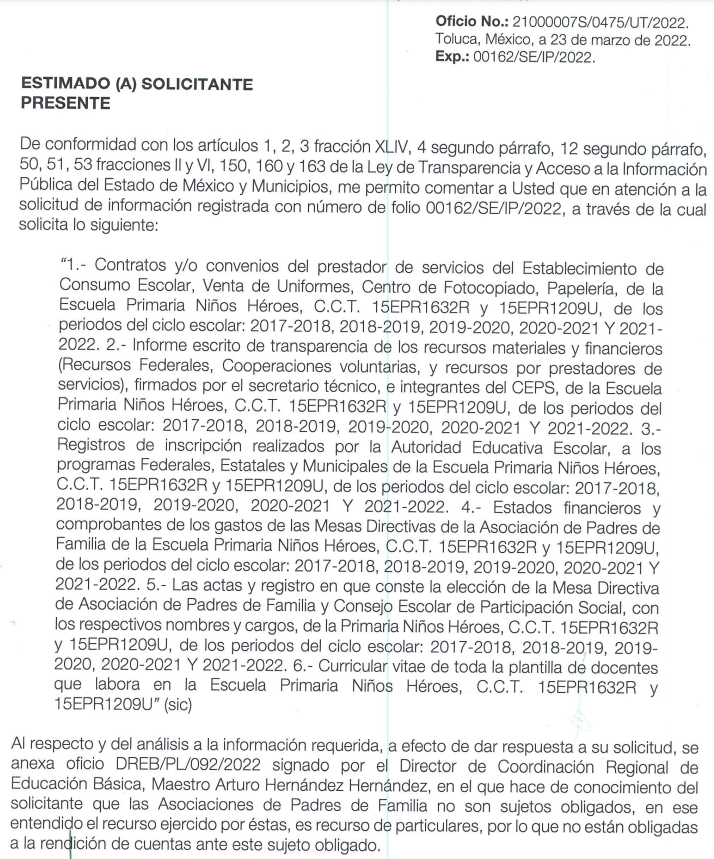 Oficio No.: 21000007S/0475/UT/2022.
Toluca, México, a 23 de marzo de 2022.
Exp.: 00162/SE/IP/2022.
ESTIMADO (A) SOLICITANTE
PRESENTE
De conformidad con los artículos 1, 2, 3 fracción XLIV, 4 segundo párrafo, 12 segundo párrafo,
50, 51, 53 fracciones II y VI, 150, 160 y 163 de la Ley de Transparencia y Acceso a la Información
Pública del Estado de México y Municipios, me permito comentar a Usted que en atención a la
solicitud de información registrada con número de folio 00162/SE/IP/2022, a través de la cual
solicita lo siguiente:
"1.- Contratos y/o convenios del prestador de servicios del Establecimiento de
Consumo Escolar, Venta de Uniformes, Centro de Fotocopiado, Papelería, de la
Escuela Primaria Niños Héroes, C.C.T. 15EPR1632R y 15EPR1209U, de los
periodos del ciclo escolar: 2017-2018, 2018-2019, 2019-2020, 2020-2021 Y 2021-
2022. 2.- Informe escrito de transparencia de los recursos materiales y financieros
(Recursos Federales, Cooperaciones voluntarias, y recursos por prestadores de
servicios), firmados por el secretario técnico, e integrantes del CEPS, de la Escuela
Primaria Niños Héroes, C.C.T. 15EPR1632R y 15EPR1209U, de los periodos del
ciclo escolar: 2017-2018, 2018-2019, 2019-2020, 2020-2021 Y 2021-2022. 3.-
Registros de inscripción realizados por la Autoridad Educativa Escolar, a los
programas Federales, Estatales y Municipales de la Escuela Primaria Niños Héroes,
C.C.T. 15EPR1632R y 15EPR1209U, de los periodos del ciclo escolar: 2017-2018,
2018-2019, 2019-2020, 2020-2021 Y 2021-2022. 4.- Estados financieros y
comprobantes de los gastos de las Mesas Directivas de la Asociación de Padres de
Familia de la Escuela Primaria Niños Héroes, C.C.T. 15EPR1632R y 15EPR1209U,
de los periodos del ciclo escolar: 2017-2018, 2018-2019, 2019-2020, 2020-2021 Y
2021-2022. 5.- Las actas y registro en que conste la elección de la Mesa Directiva
de Asociación de Padres de Familia y Consejo Escolar de Participación Social, con
los respectivos nombres y cargos, de la Primaria Niños Héroes, C.C.T. 15EPR1632R
y 15EPR1209U, de los periodos del ciclo escolar: 2017-2018, 2018-2019, 2019-
2020, 2020-2021 Y 2021-2022. 6.- Curricular vitae de toda la plantilla de docentes
que labora en la Escuela Primaria Niños Héroes, C.C.T. 15EPR1632R y
15EPR1209U" (sic)
Al respecto y del análisis a la información requerida, a efecto de dar respuesta a su solicitud, se
anexa oficio DREB/PL/092/2022 signado por el Director de Coordinación Regional de
Educación Básica, Maestro Arturo Hernández Hernández, en el que hace de conocimiento del
solicitante que las Asociaciones de Padres de Familia no son sujetos obligados, en ese
entendido el recurso ejercido por éstas, es recurso de particulares, por lo que no están obligadas
a la rendición de cuentas ante este sujeto obligado.